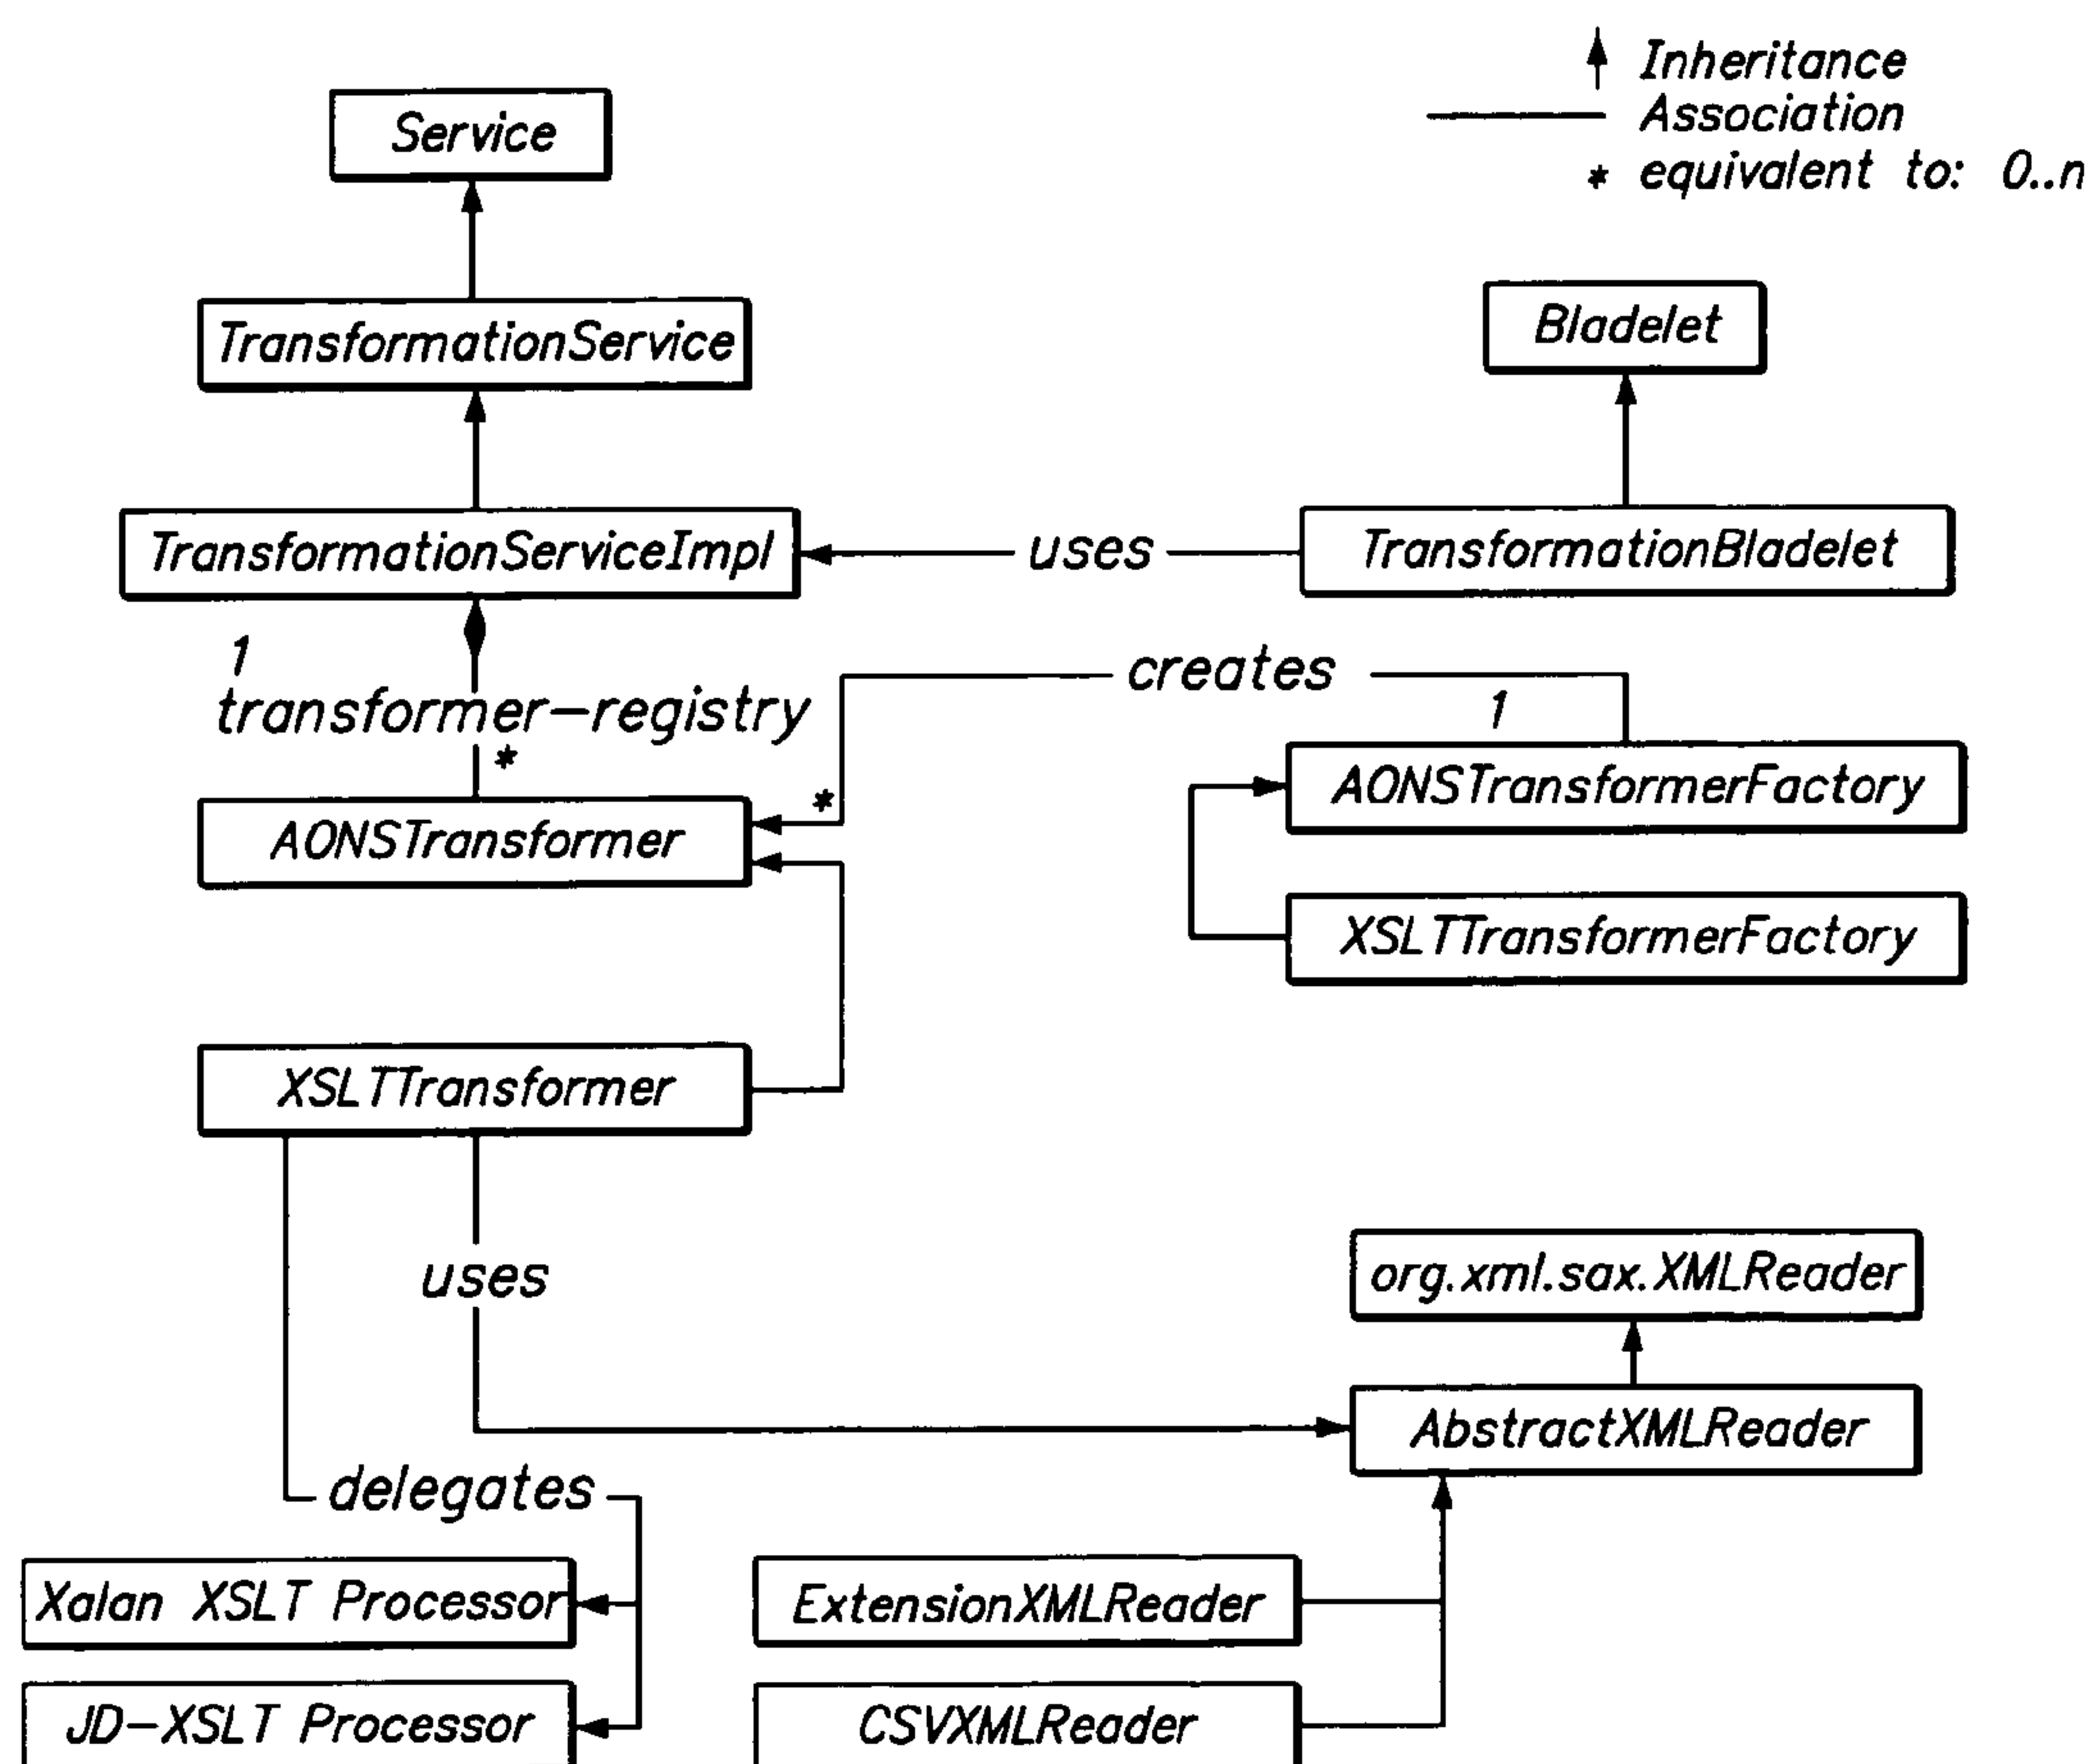 Inheritance
Association
* equivalent to: 0..n
Service
TransformationService
Bladelet
TransformationServiceImpl
uses
TransformationBladelet
1
transformer-registry
*
creates
1
*
AONSTransformer
AONSTransformerFactory
XSLTTransformerFactory
XSLTTransformer
uses
org.xml.sax.XMLReader
AbstractXMLReader
delegates
Xalan XSLT Processor
ExtensionXMLReader
JD-XSLT Processor
CSVXMLReader